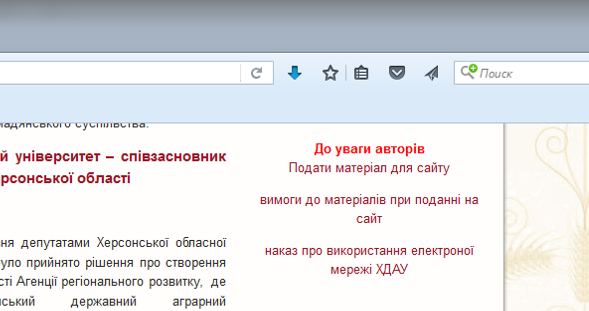 Поиск
мадянського суспільства.
й університет – співзасновник
рсонської області
ня депутатами Херсонської обласної
уло прийнято рішення про створення
сті Агенції регіонального розвитку, де
ський державний аграрний
До уваги авторів
Подати матеріал для сайту
вимоги до матеріалів при поданні на
сайт
наказ про використання електроної
мережі ХДАУ